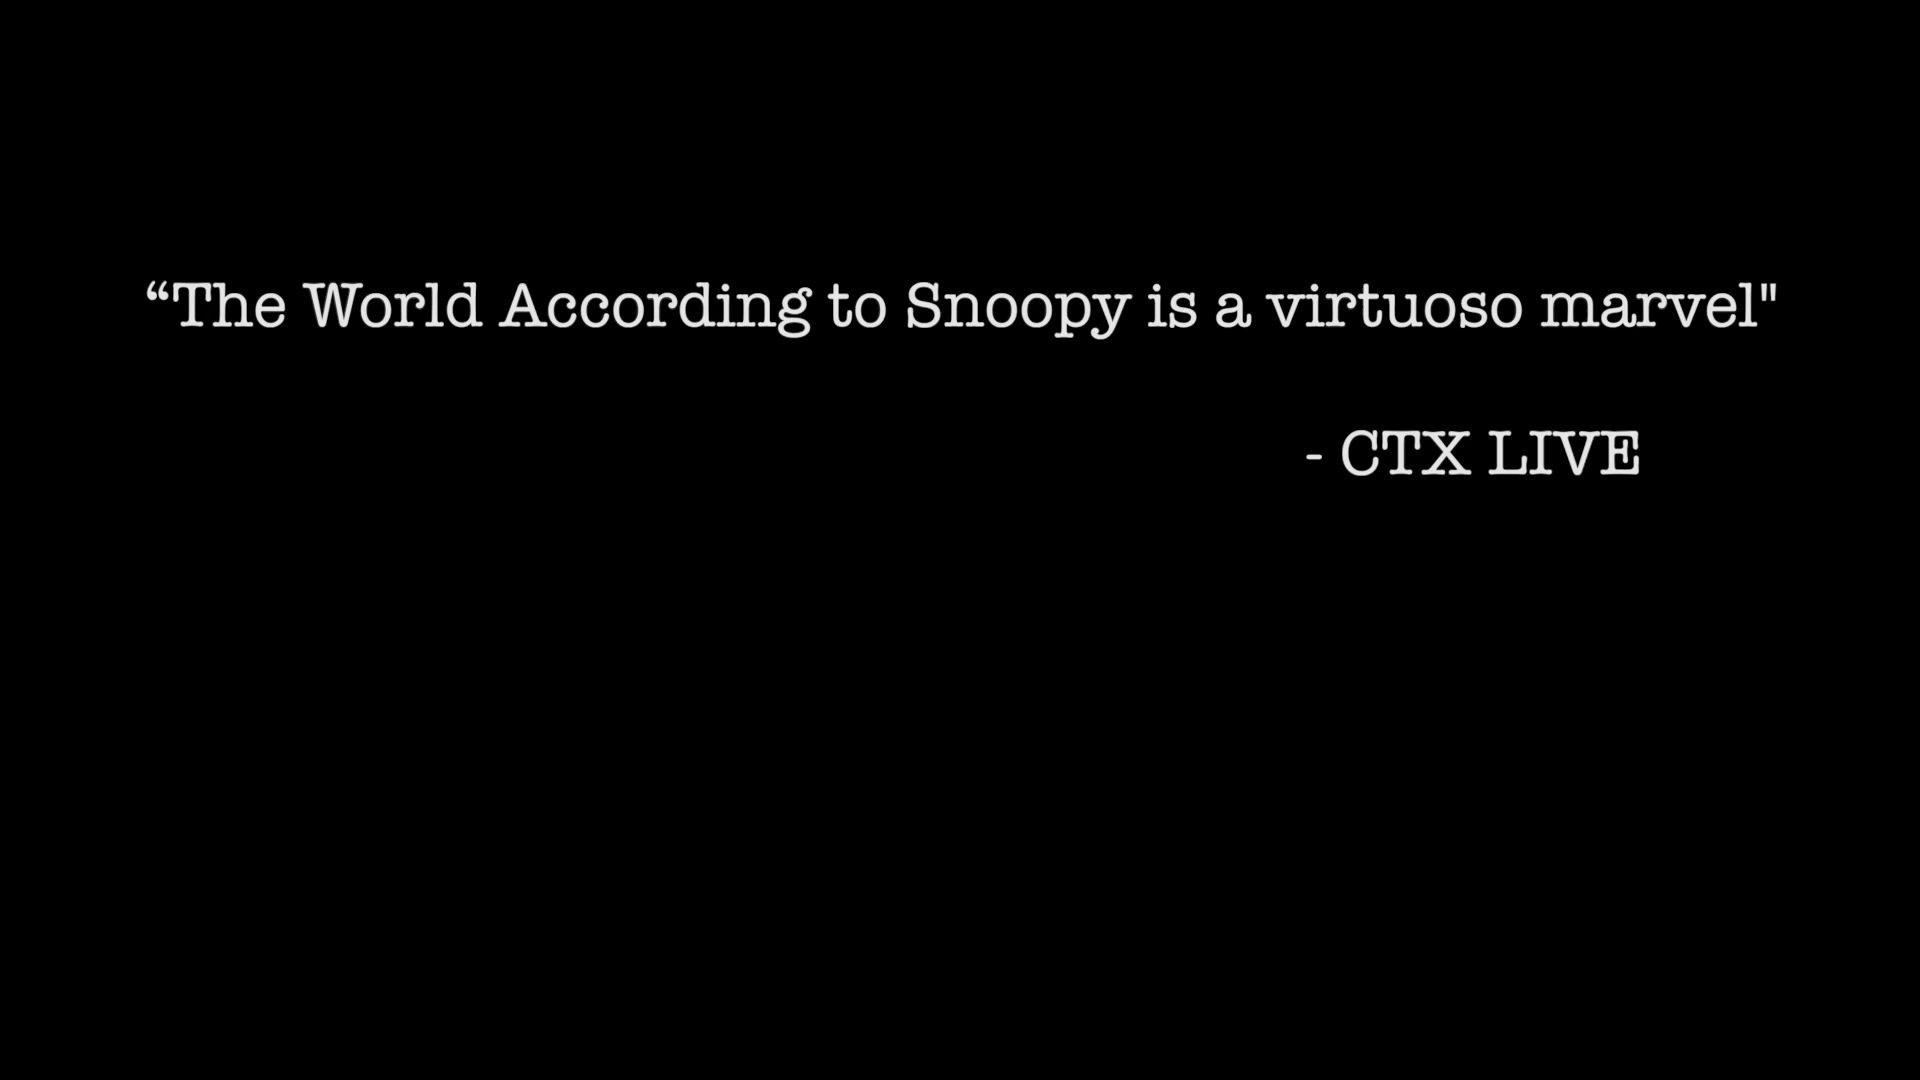 “The World According to Snoopy is a virtuoso marvel"
- CTX LIVE